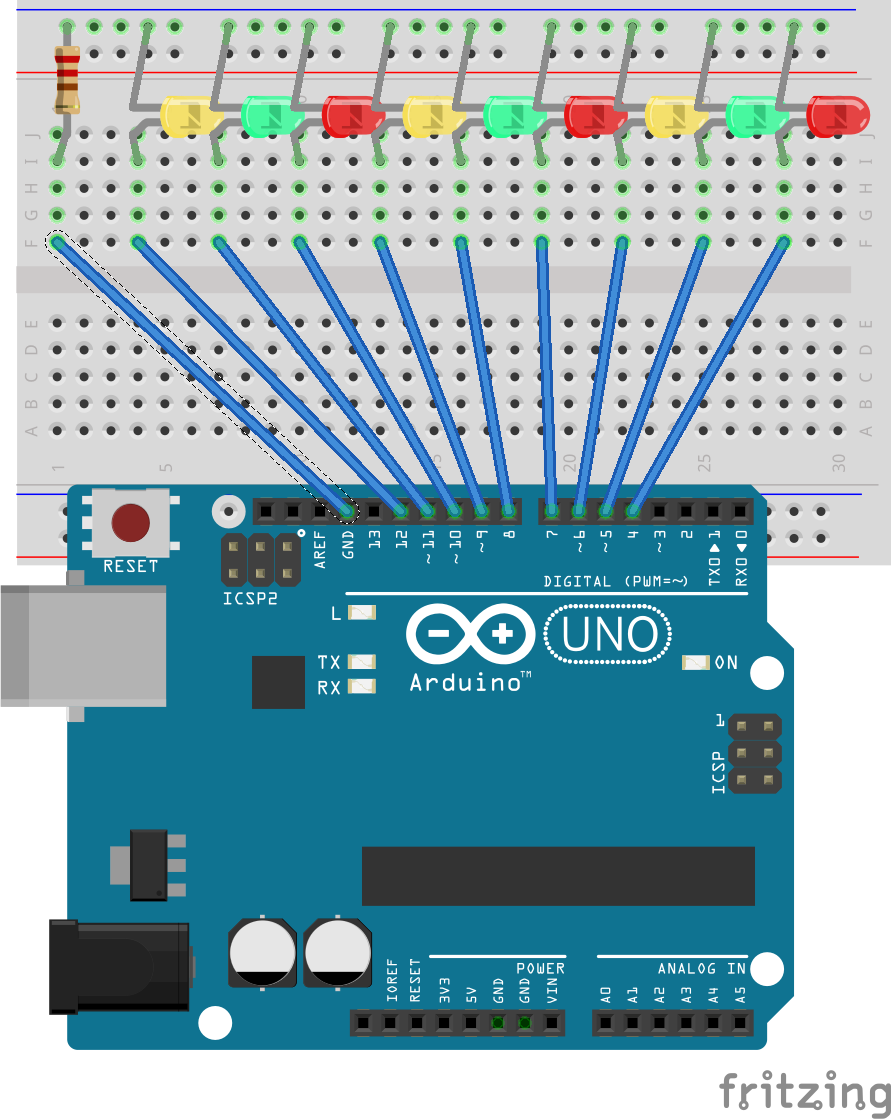 J J
I I
H H
G G
F F
E E
D D
C C
B B
A A
1 5 15 20 25 30
RESET
AREF GND 13 12 ~11 ~10 ~9 8 7 ~6 ~5 4 ~3 2 TX0▶1 RX0◀0
ICSP2
DIGITAL (PWM=~)
L
TX
RX
UNO
ON
Arduino™
1
ICSP
POWER
ANALOG IN
IOREF RESET 3V3 5V GND GND VIN A0 A1 A2 A3 A4 A5
fritzing